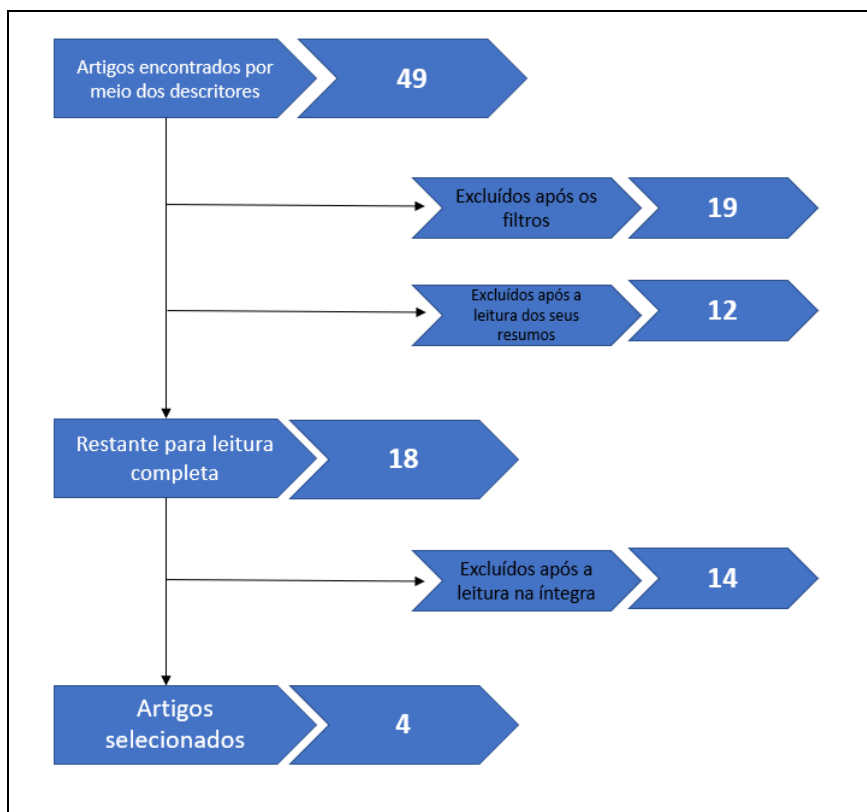 Artigos encontrados por
meio dos descritores
49
Excluídos após os
filtros
19
Excluídos após a
leitura dos seus
resumos
12
Restante para leitura
completa
18
Excluídos após a
leitura na íntegra
14
Artigos
selecionados
4